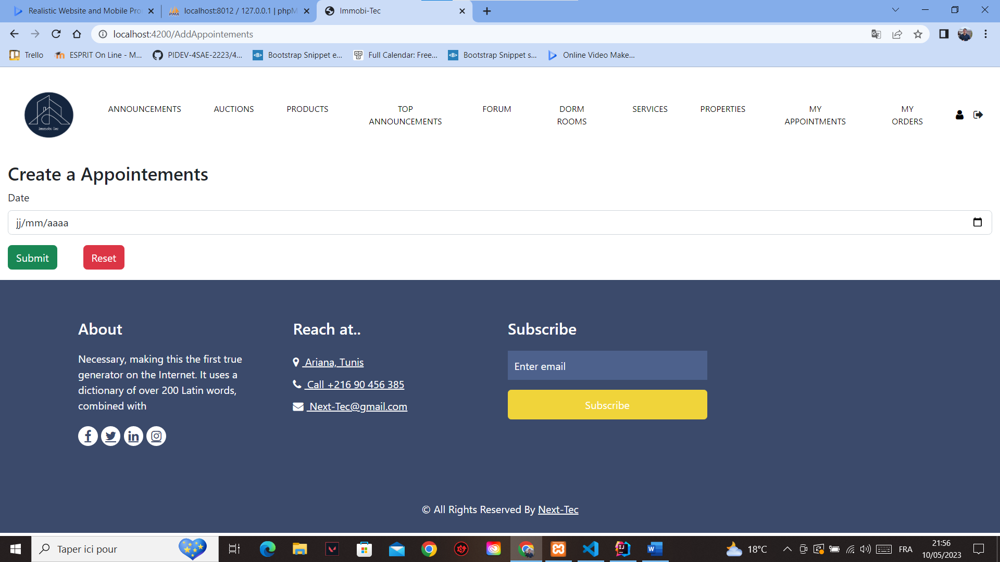 Realistic Website and Mobile Pro
localhost:8012 / 127.0.0.1 | phpM
Immobi-Tec
localhost:4200/AddAppointements
Trello
ESPRIT On Line - M...
PIDEV-4SAE-2223/4...
Bootstrap Snippet e...
Full Calendar: Free...
Bootstrap Snippet s...
Online Video Make...
Immobi-Tec
ANNOUNCEMENTS
AUCTIONS
PRODUCTS
TOP
ANNOUNCEMENTS
FORUM
DORM
ROOMS
SERVICES
PROPERTIES
MY
APPOINTMENTS
MY
ORDERS
Create a Appointements
Date
jj/mm/aaaa
Submit
Reset
About
Necessary, making this the first true
generator on the Internet. It uses a
dictionary of over 200 Latin words,
combined with
Reach at..
Ariana, Tunis
Call +216 90 456 385
Next-Tec@gmail.com
Subscribe
Enter email
Subscribe
© All Rights Reserved By Next-Tec
Taper ici pour
18°C
FRA
21:56
10/05/2023